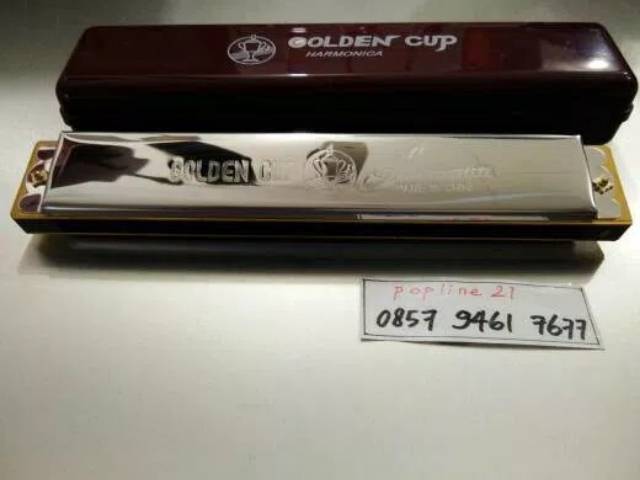 GOLDEN CUP
HARMONICA
GOLDEN CUP
popline 21
0857 9461 7677